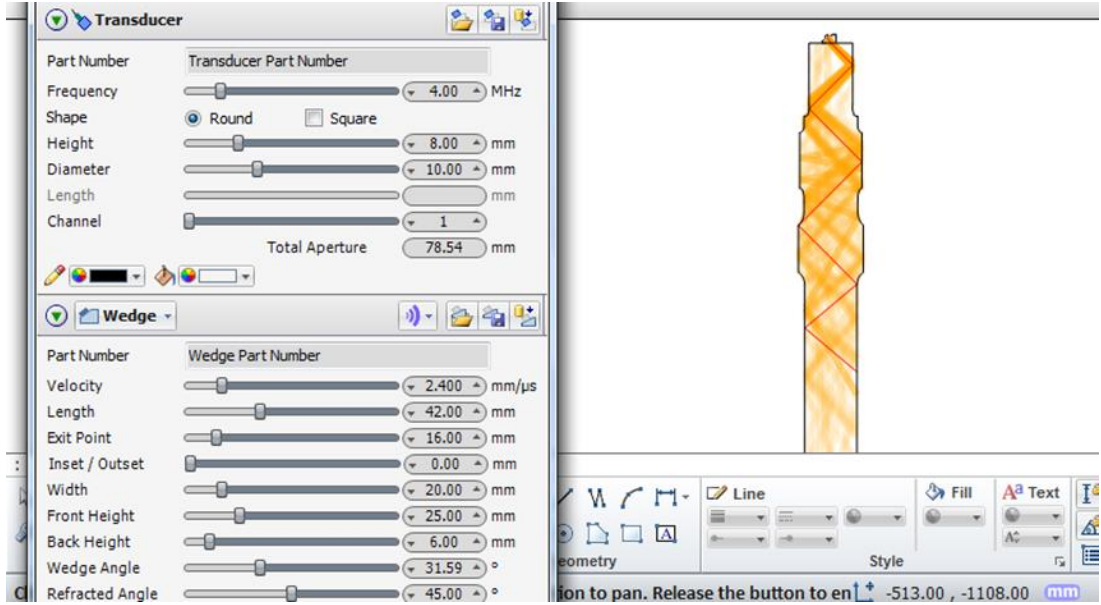 Transducer
Part Number Transducer Part Number
Frequency 4.00 MHz
Shape Round Square
Height 8.00 mm
Diameter 10.00 mm
Length mm
Channel 1
Total Aperture 78.54 mm
Wedge
Part Number Wedge Part Number
Velocity 2.400 mm/µs
Length 42.00 mm
Exit Point 16.00 mm
Inset / Outset 0.00 mm
Width 20.00 mm
Front Height 25.00 mm
Back Height 6.00 mm
Wedge Angle 31.59 °
Refracted Angle 45.00 °
Line Fill Aa Text
A
Style
ion to pan. Release the button to en -513.00 , -1108.00 mm